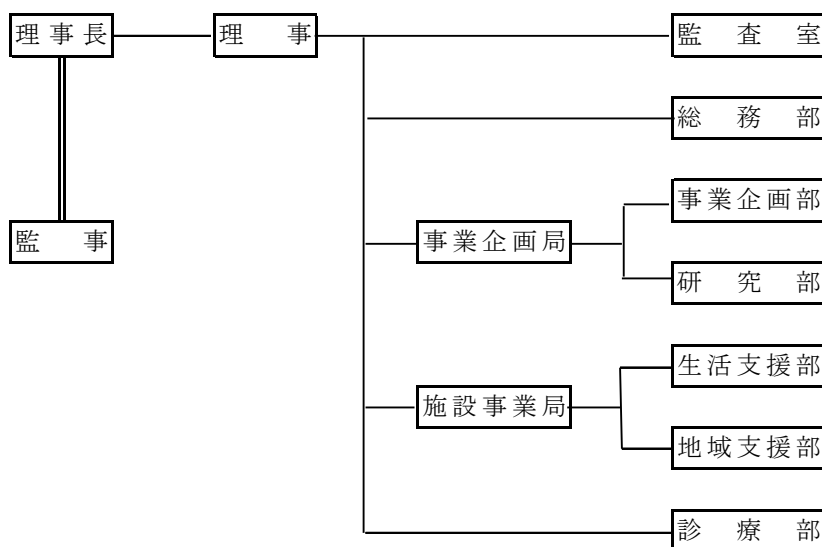 理事長
理事
監査室
総務部
監事
事業企画局
事業企画部
研究部
施設事業局
生活支援部
地域支援部
診療部